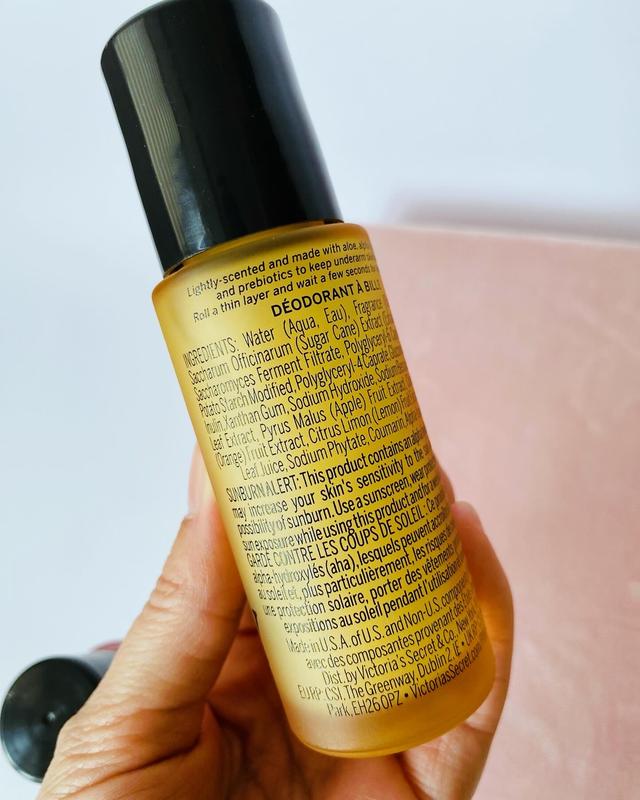 Lightly-scented and made with aloe,
and prebiotics to keep underarm
Roll a thin layer and wait a few seconds
DÉODORANT À BILLE
INGREDIENTS: Water (Aqua, Eau), Fragrance
Saccharum Officinarum (Sugar Cane) Extract
Saccharomyces Ferment Filtrate,
Potato Starch Modified, Polyglyceryl-4 Caprate,
Inulin, Xanthan Gum, Sodium Hydroxide,
Leaf Extract, Pyrus Malus (Apple) Fruit Extract,
(Orange) Fruit Extract, Citrus Limon (Lemon)
Leaf Juice, Sodium Phytate, Coumarin,
SUNBURN ALERT: This product contains an
may increase your skin's sensitivity to the
possibility of sunburn. Use a sunscreen, wear
sun exposure while using this product and for
GARDE CONTRE LES COUPS DE SOLEIL: Ce
alpha-hydroxylés (aha), lesquels peuvent
au soleil et, plus particulièrement, les risques
une protection solaire, porter des vêtements
expositions au soleil pendant l'utilisation
Made in U.S.A. of U.S. and Non-U.S.
avec des composantes provenant des
Dist. by Victoria's Secret & Co. New
EU RP: CSI, The Greenway, Dublin 2, IE • UK
Park, EH26 0PZ • VictoriasSecret.com